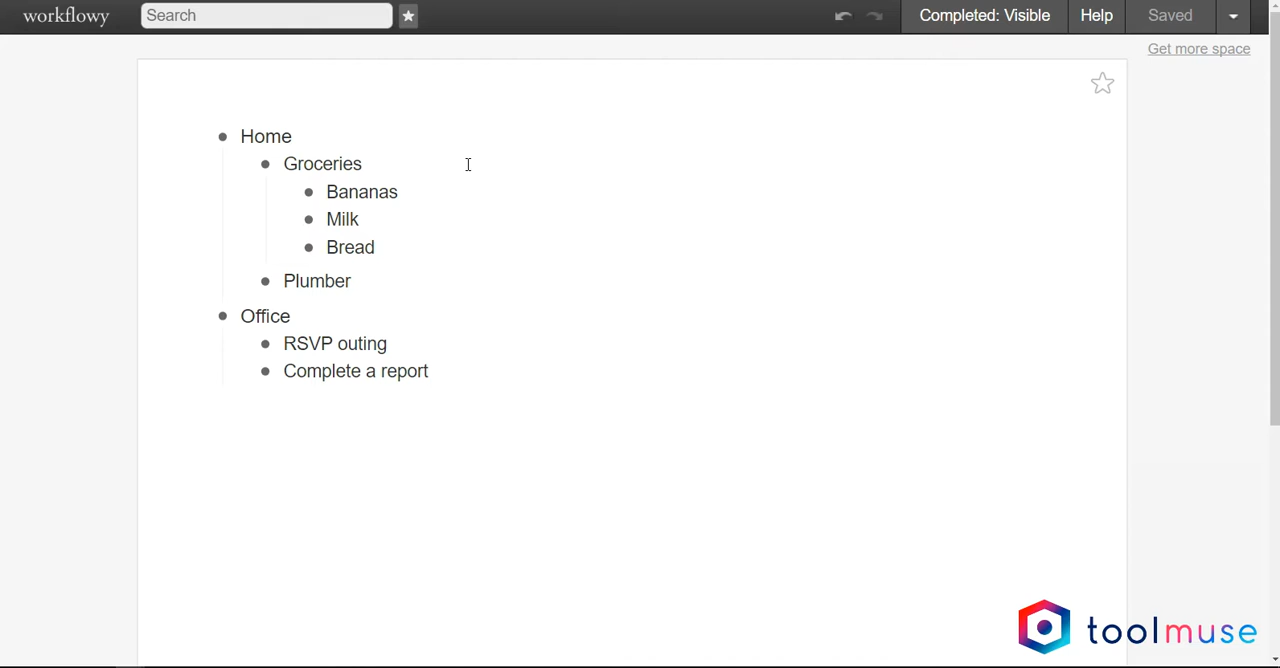 workflowy Search Completed: Visible Help Saved
Get more space
Home
Groceries
Bananas
Milk
Bread
Plumber
Office
RSVP outing
Complete a report
toolmuse